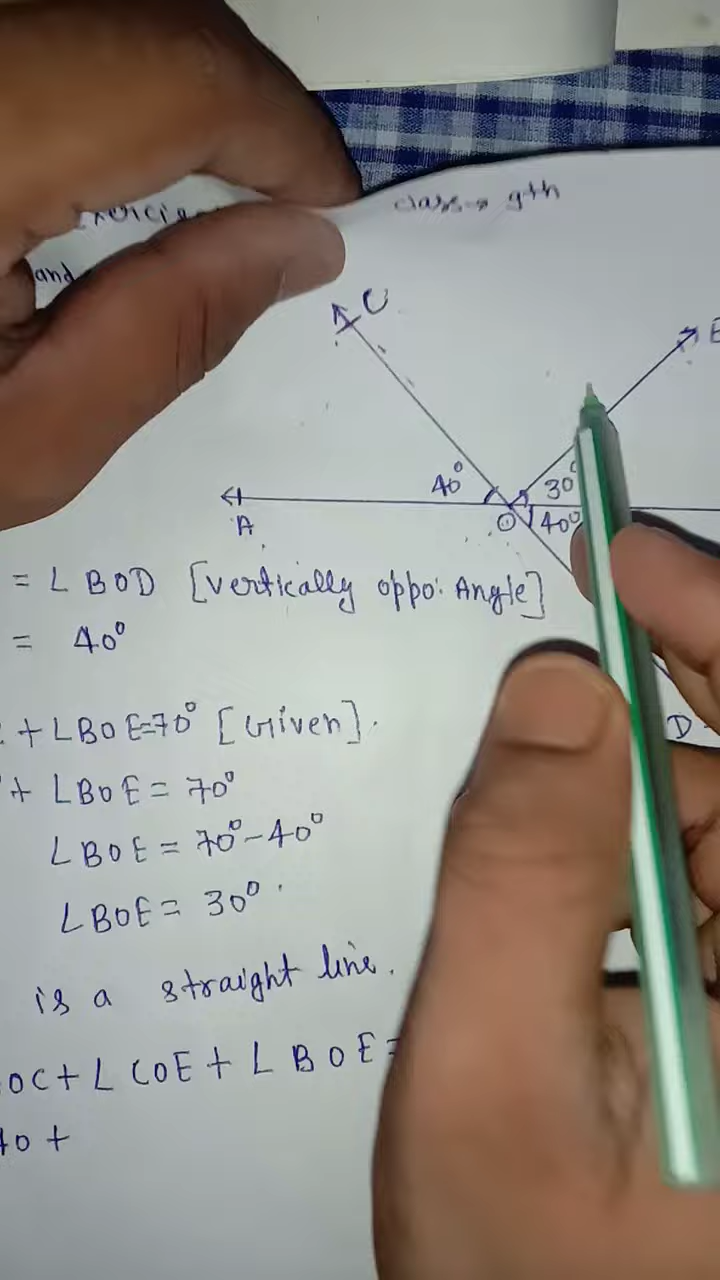 class→ 9th
and
C
E
40° 30°
A O 40°
= ∠BOD [Vertically oppo. Angle]
= 40°
D
+ ∠BOE=70° [Given].
+ ∠BOE = 70°
∠BOE = 70°-40°
∠BOE = 30°.
is a straight line.
OC + ∠COE + ∠BOE =
40 +